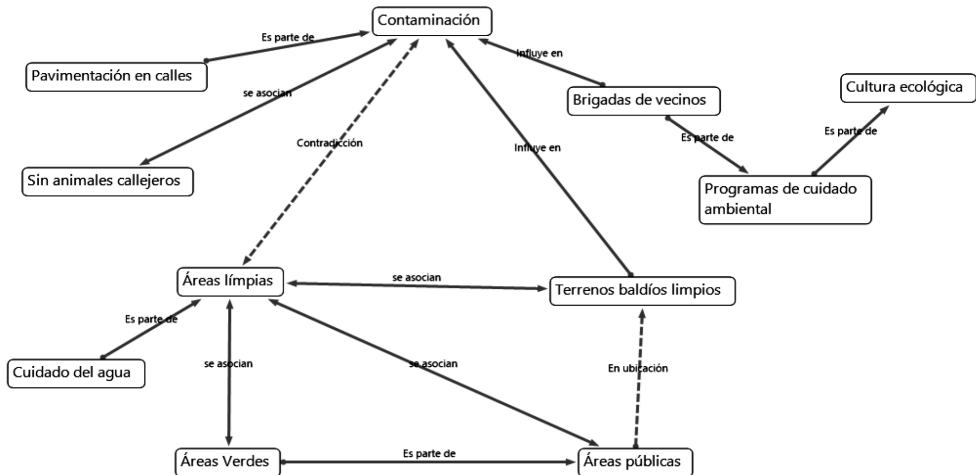 Contaminación
Es parte de
Influye en
Pavimentación en calles
se asocian
Brigadas de vecinos
Cultura ecológica
Es parte de
Es parte de
Contradicción
Influye en
Sin animales callejeros
Programas de cuidado
ambiental
Áreas límpias
se asocian
Terrenos baldíos limpios
Es parte de
Cuidado del agua
se asocian
se asocian
En ubicación
Áreas Verdes
Es parte de
Áreas públicas